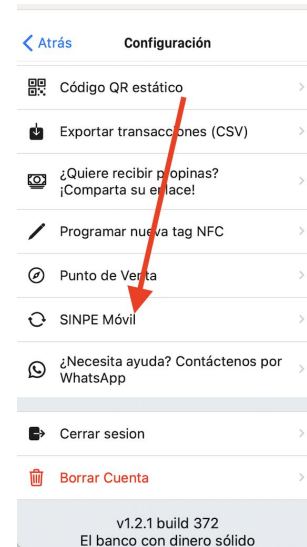 Atrás
Configuración
Código QR estático
Exportar transacciones (CSV)
¿Quiere recibir propinas?
¡Comparta su enlace!
Programar nueva tag NFC
Punto de Venta
SINPE Móvil
¿Necesita ayuda? Contáctenos por
WhatsApp
Cerrar sesion
Borrar Cuenta
v1.2.1 build 372
El banco con dinero sólido